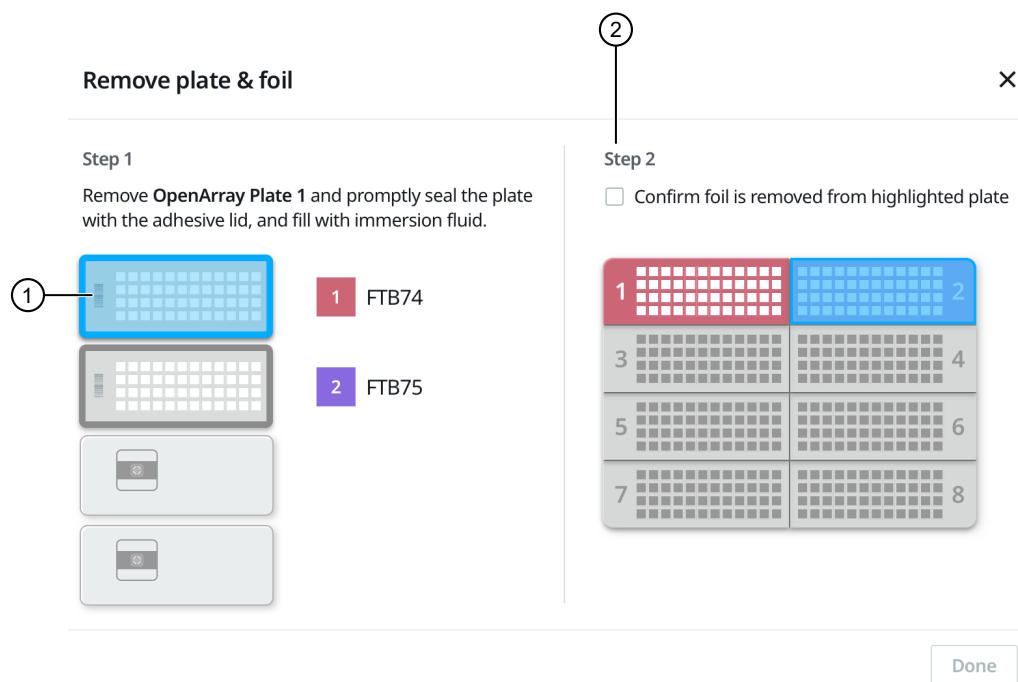 2
Remove plate & foil
Step 1
Remove OpenArray Plate 1 and promptly seal the plate
with the adhesive lid, and fill with immersion fluid.
1
1 FTB74
2 FTB75
Step 2
Confirm foil is removed from highlighted plate
1 2
3 4
5 6
7 8
Done